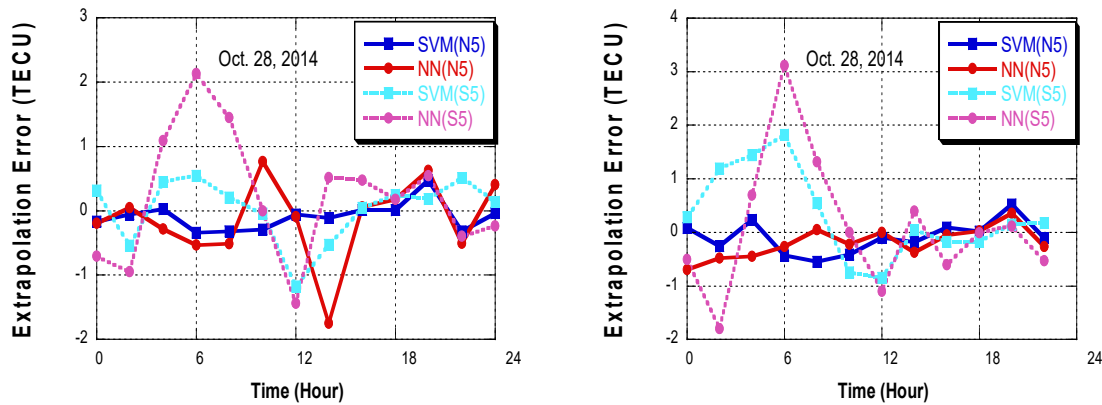 3
2
1
0
-1
-2
Extrapolation Error (TECU)
Oct. 28, 2014
SVM(N5)
NN(N5)
SVM(S5)
NN(S5)
0
6
12
18
24
Time (Hour)
4
3
2
1
0
-1
-2
Extrapolation Error (TECU)
Oct. 28, 2014
SVM(N5)
NN(N5)
SVM(S5)
NN(S5)
0
6
12
18
24
Time (Hour)